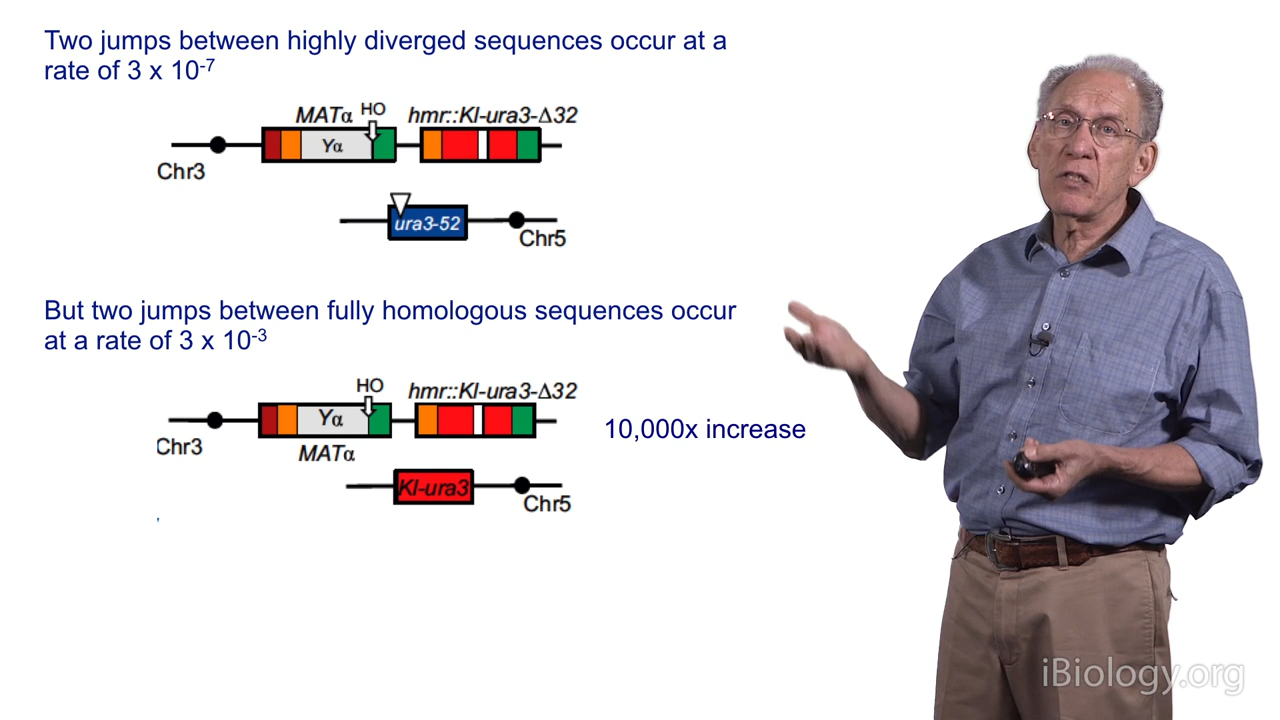 Two jumps between highly diverged sequences occur at a
rate of 3 x 10-7
MATα HO hmr::Kl-ura3-Δ32
Yα
Chr3
ura3-52
Chr5
But two jumps between fully homologous sequences occur
at a rate of 3 x 10-3
HO hmr::Kl-ura3-Δ32
Yα
10,000x increase
Chr3
MATα
Kl-ura3
Chr5
iBiology.org